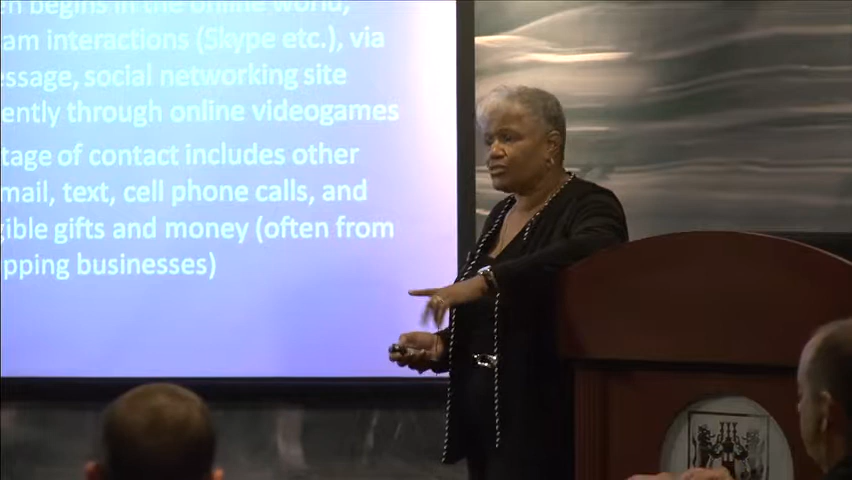 en begins in the online world,
am interactions (Skype etc.), via
essage, social networking site
ently through online videogames
tage of contact includes other
mail, text, cell phone calls, and
gible gifts and money (often from
pping businesses)